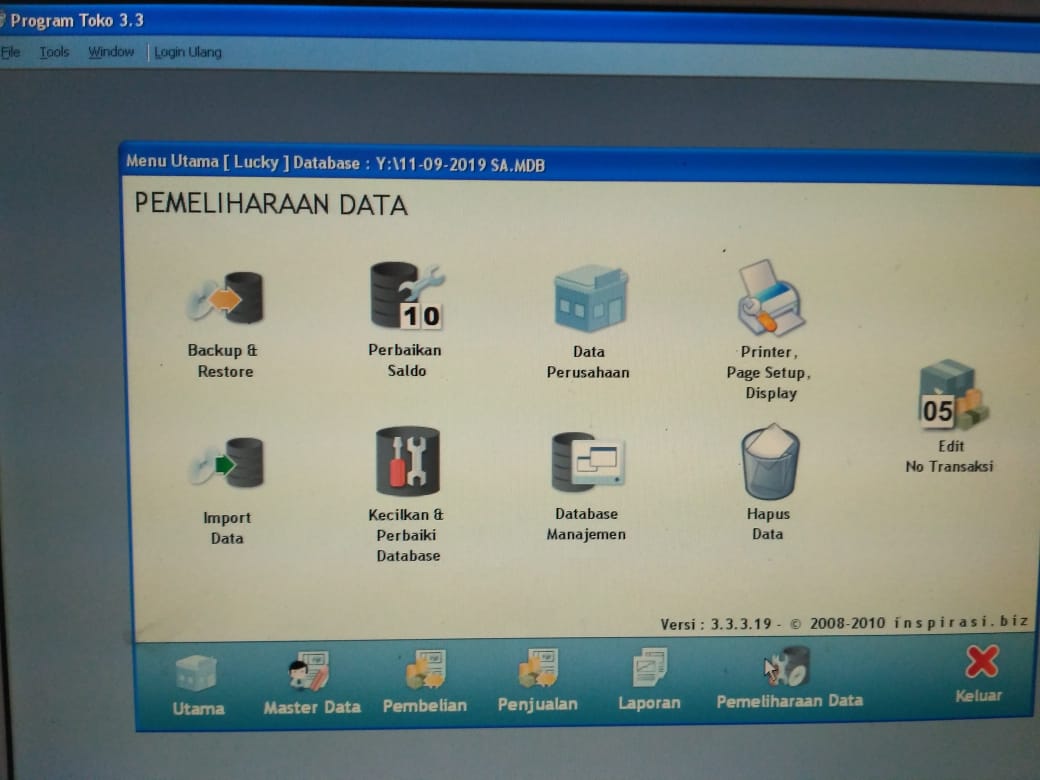 Program Toko 3.3
File Tools Window Login Ulang
Menu Utama [ Lucky ] Database : Y:\11-09-2019 SA.MDB
PEMELIHARAAN DATA
Backup &
Restore
10
Perbaikan
Saldo
Data
Perusahaan
Printer,
Page Setup,
Display
05
Edit
No Transaksi
Import
Data
Kecilkan &
Perbaiki
Database
Database
Manajemen
Hapus
Data
Versi : 3.3.3.19 - © 2008-2010 inspirasi.biz
Utama Master Data Pembelian Penjualan Laporan Pemeliharaan Data Keluar